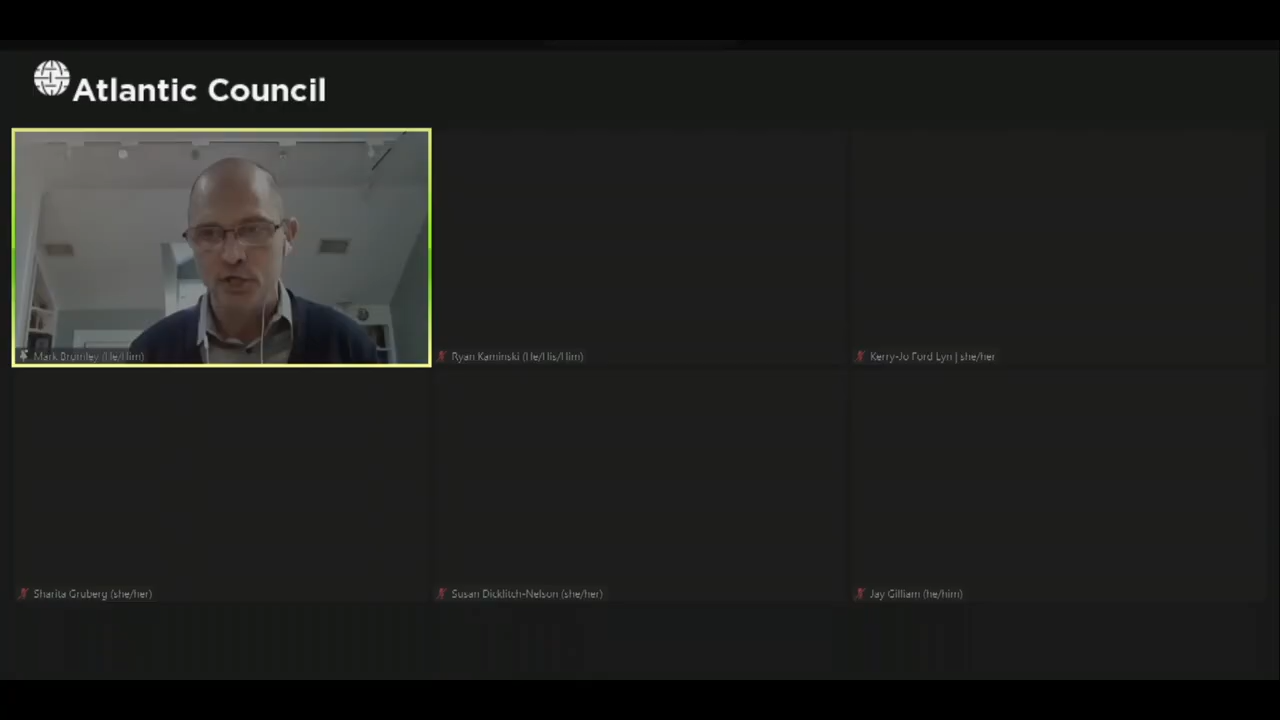 Atlantic Council
Mark Brumley (He/Him)
Ryan Kaminski (He/His/Him)
Kerry-Jo Ford Lyn | she/her
Sharita Gruberg (she/her)
Susan Dicklitch-Nelson (she/her)
Jay Gilliam (he/him)